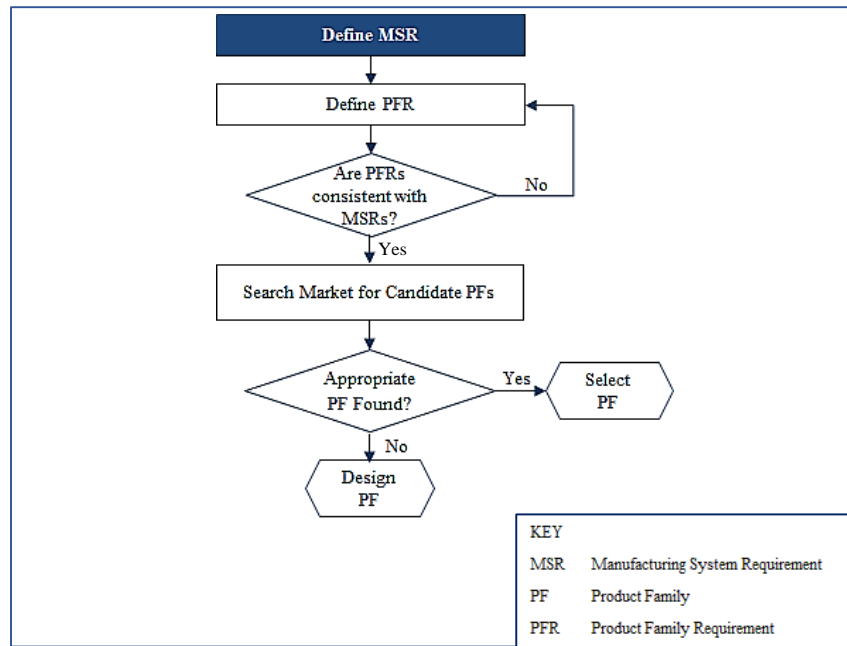 Define MSR
Define PFR
Are PFRs
consistent with
MSRs?
No
Yes
Search Market for Candidate PFs
Appropriate
PF Found?
Yes
Select
PF
No
Design
PF
KEY
MSR Manufacturing System Requirement
PF Product Family
PFR Product Family Requirement